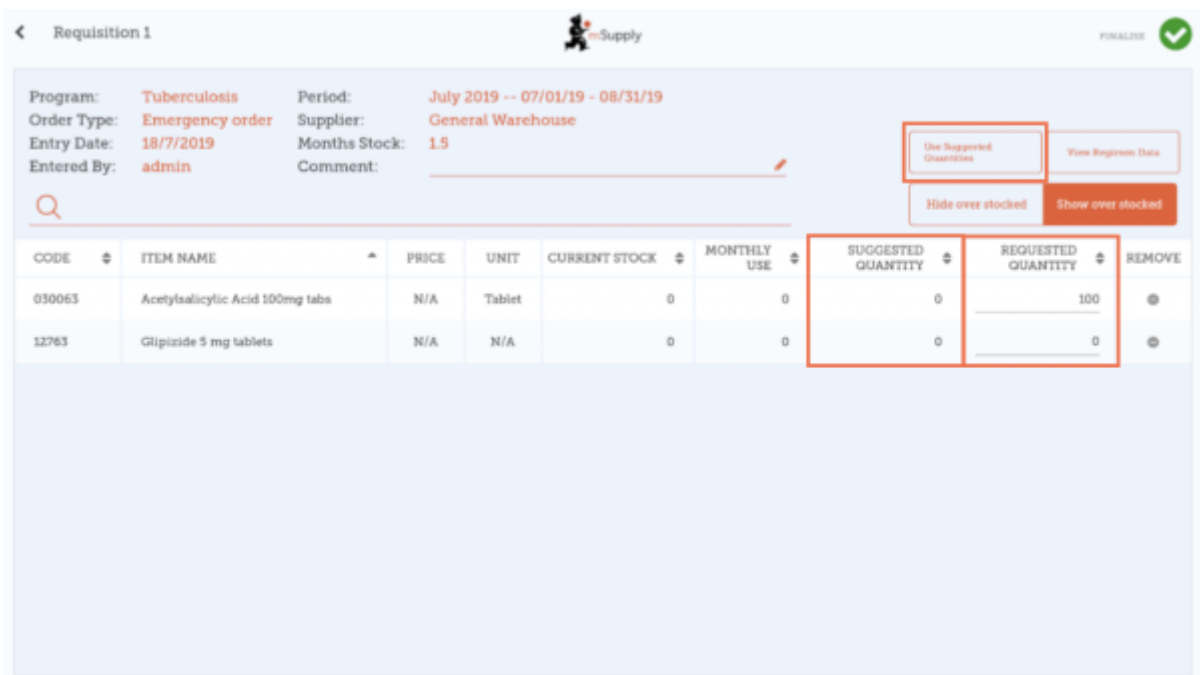 Requisition 1
mSupply
FINALISE
Program: Tuberculosis Period: July 2019 -- 07/01/19 - 08/31/19
Order Type: Emergency order Supplier: General Warehouse
Entry Date: 18/7/2019 Months Stock: 1.5
Entered By: admin Comment:
Use Suggested
Quantities
View Regimen Data
Hide over stocked Show over stocked
CODE ITEM NAME PRICE UNIT CURRENT STOCK MONTHLY USE SUGGESTED QUANTITY REQUESTED QUANTITY REMOVE
030063 Acetylsalicylic Acid 100mg tabs N/A Tablet 0 0 0 100
12763 Glipizide 5 mg tablets N/A N/A 0 0 0 0